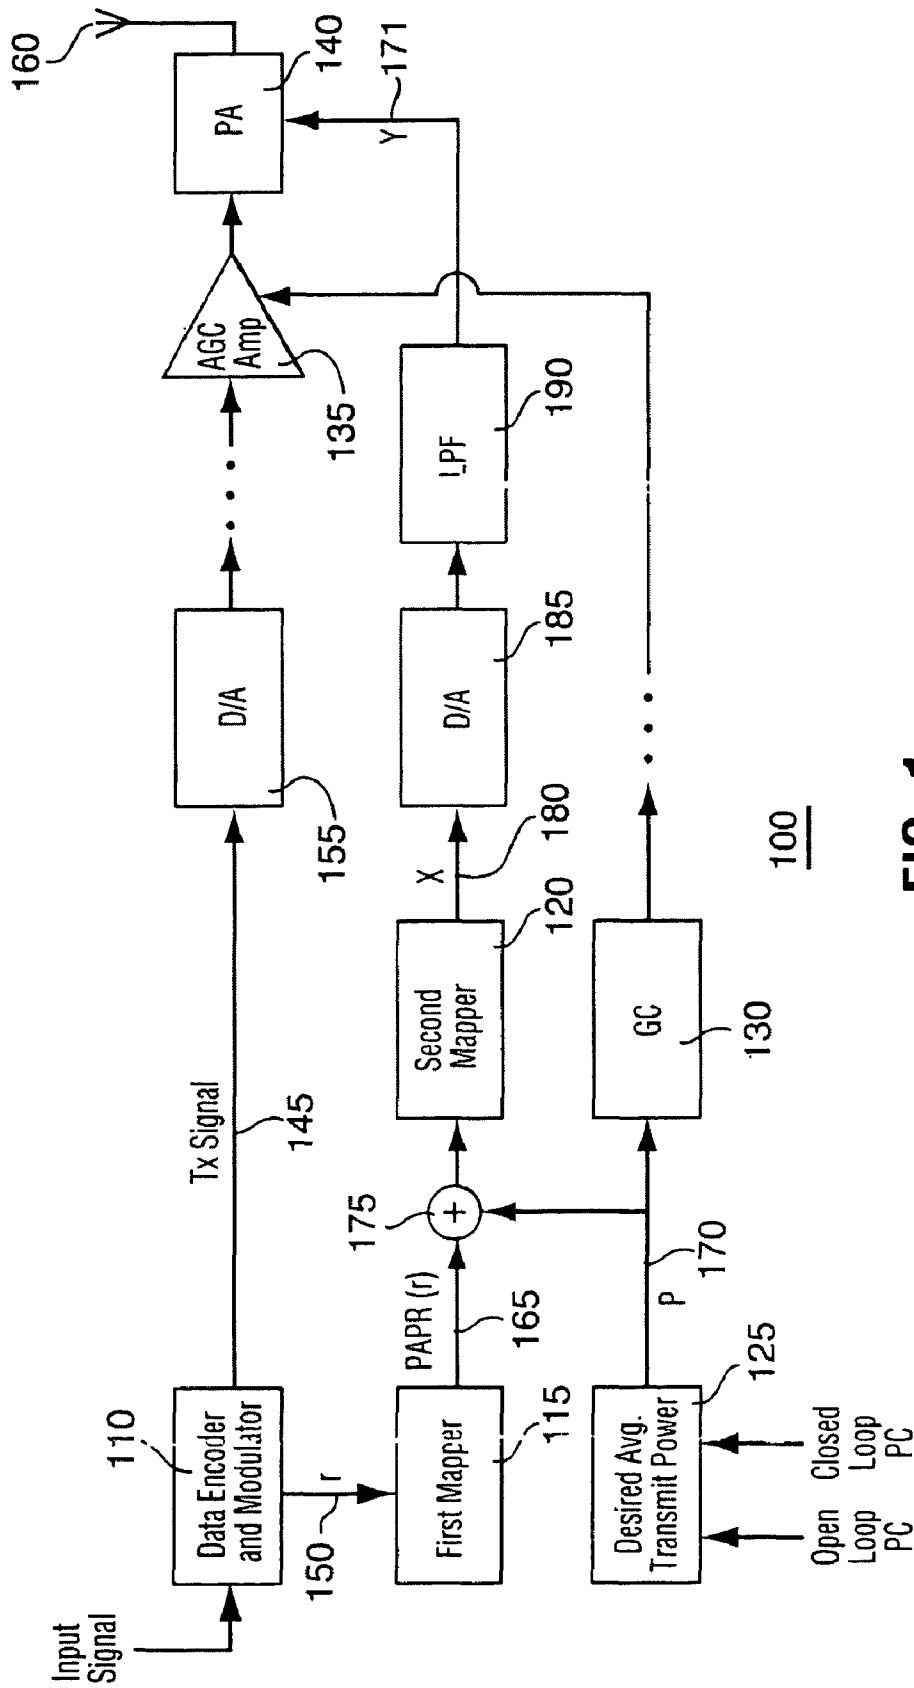 Input
Signal
110
Data Encoder
and Modulator
150
r
Tx Signal
145
155
D/A
AGC
Amp
135
PA
140
160
First Mapper
115
PAPR (r)
165
175
+
Second
Mapper
120
X
180
D/A
185
LPF
190
Y
171
Desired Avg.
Transmit Power
125
Open
Loop
PC
Closed
Loop
PC
P
170
GC
130
100